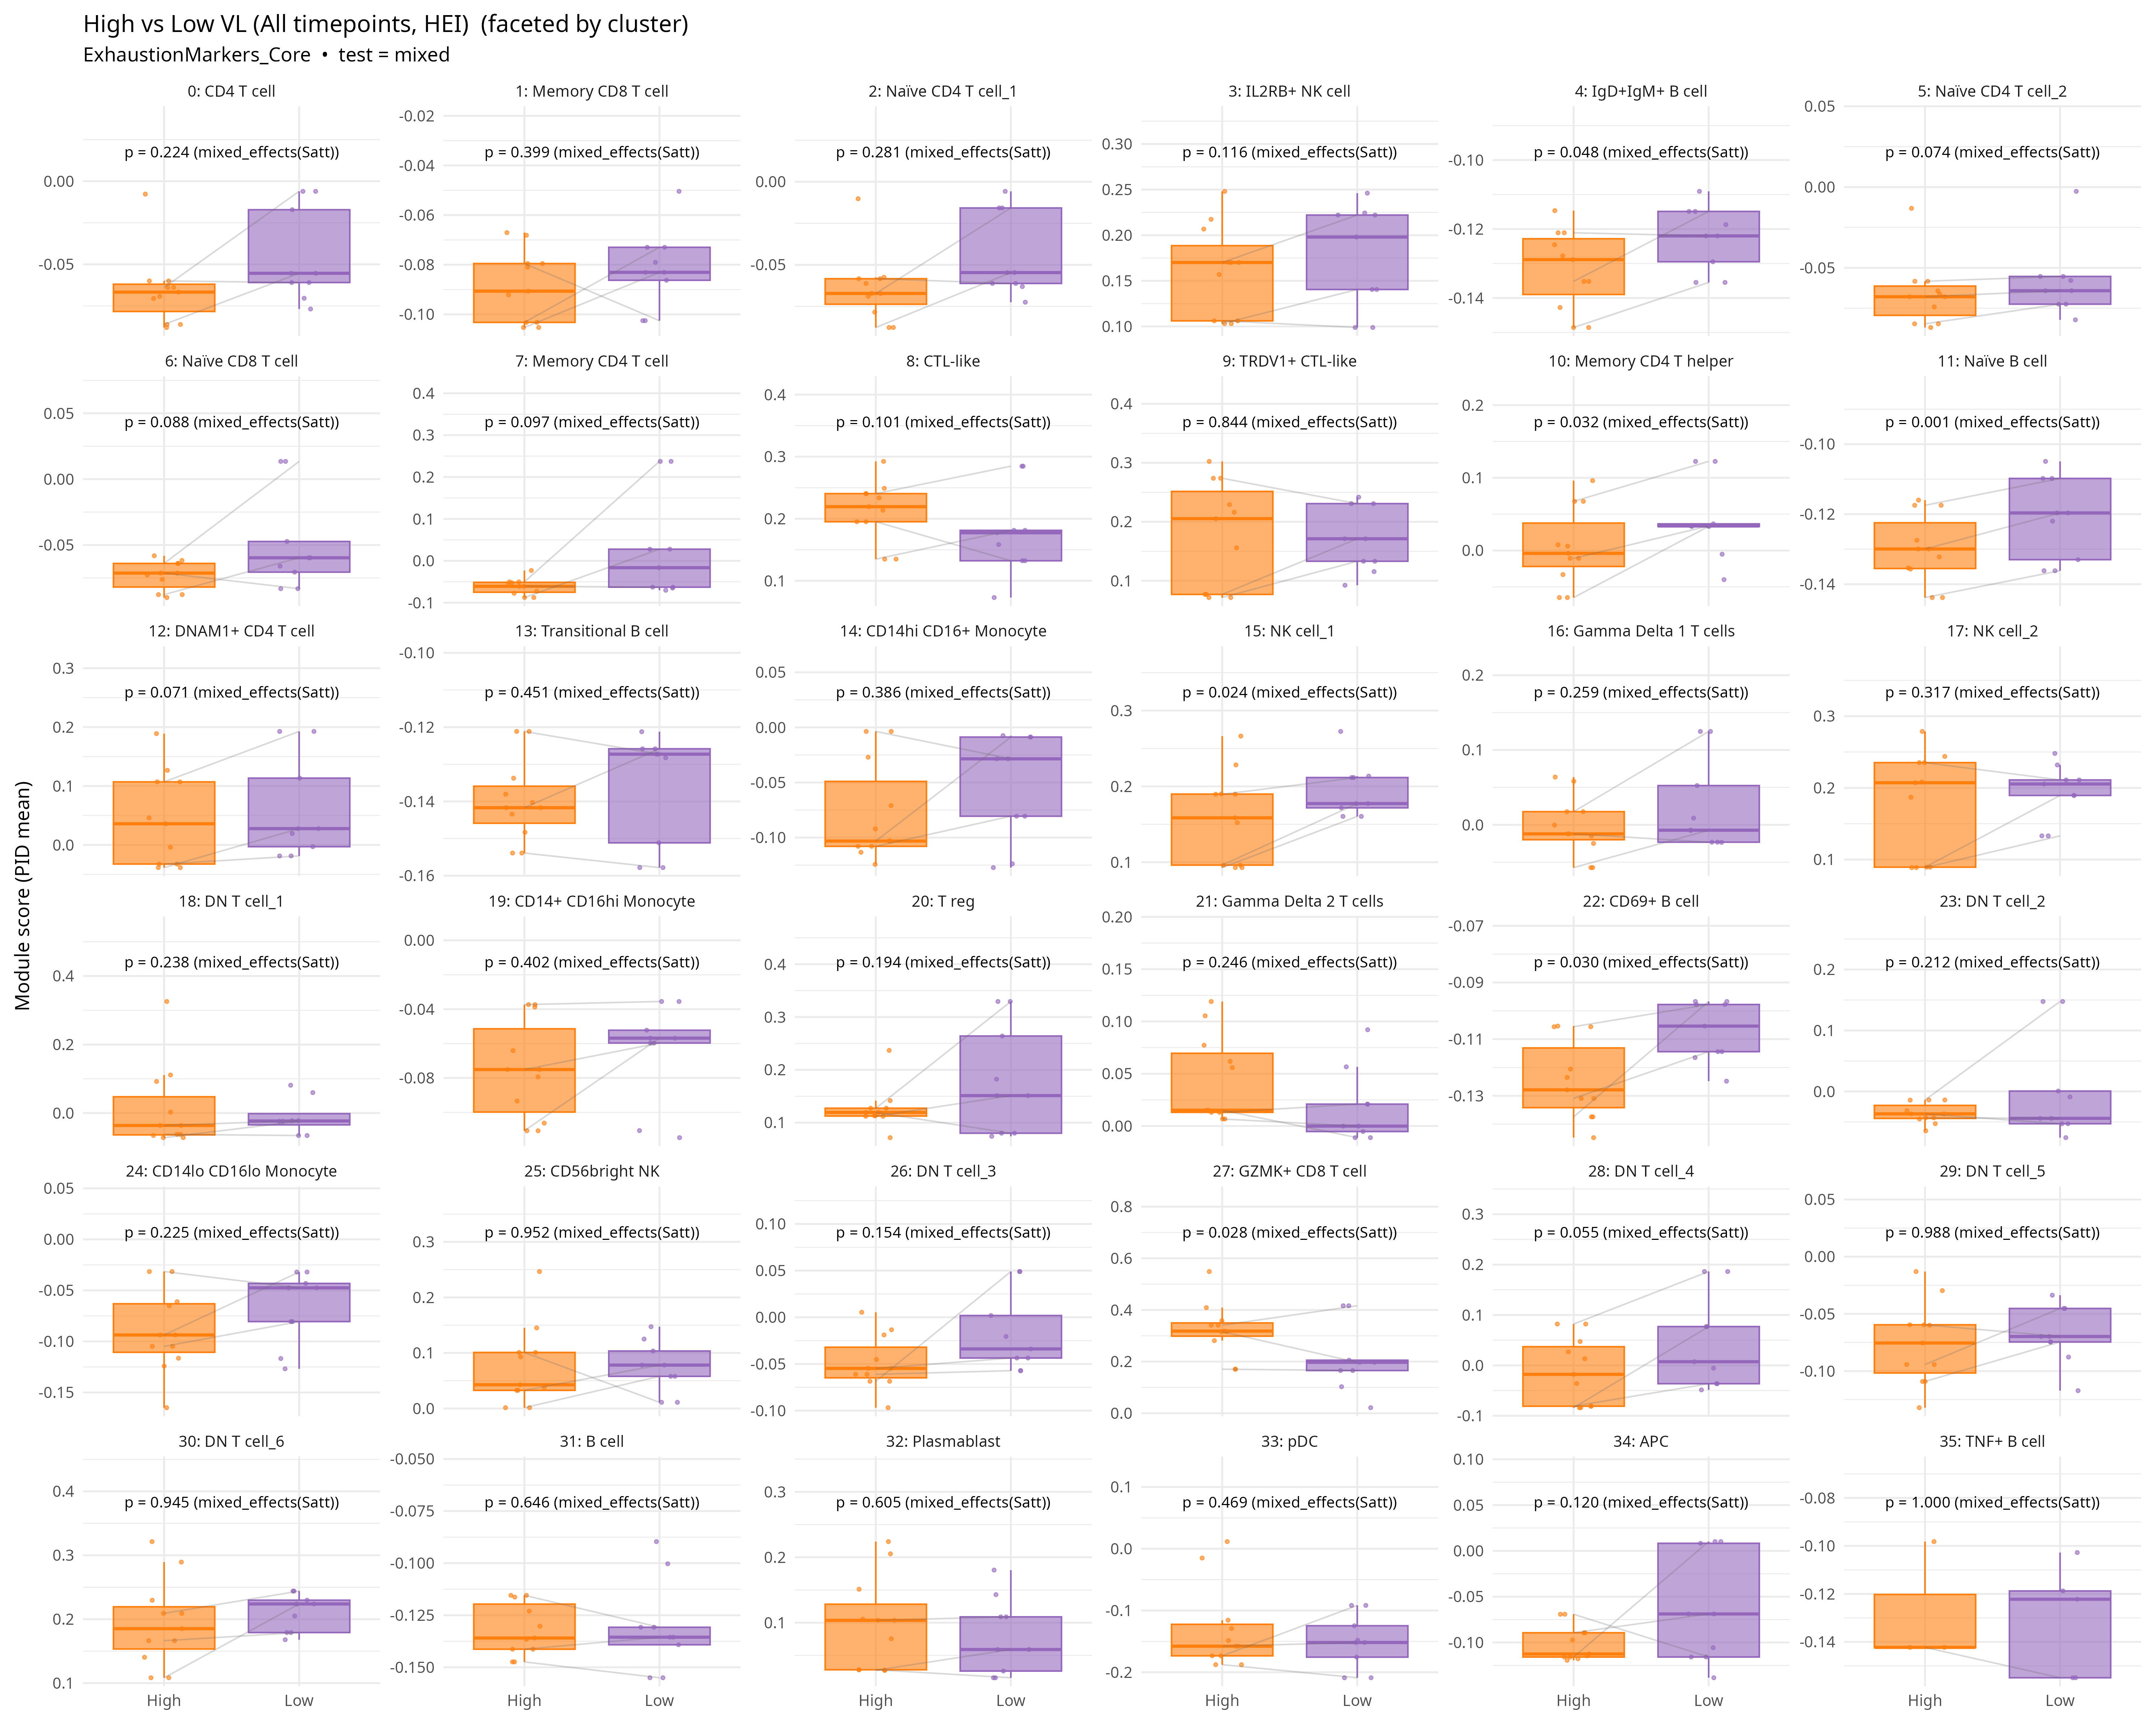 High vs Low VL (All timepoints, HEI)  (faceted by cluster)
ExhaustionMarkers_Core • test = mixed
Module score (PID mean)
0: CD4 T cell
p = 0.224 (mixed_effects(Satt))
0.00
-0.05
1: Memory CD8 T cell
p = 0.399 (mixed_effects(Satt))
-0.02
-0.04
-0.06
-0.08
-0.10
2: Naïve CD4 T cell_1
p = 0.281 (mixed_effects(Satt))
0.00
-0.05
3: IL2RB+ NK cell
p = 0.116 (mixed_effects(Satt))
0.30
0.25
0.20
0.15
0.10
4: IgD+IgM+ B cell
p = 0.048 (mixed_effects(Satt))
-0.10
-0.12
-0.14
5: Naïve CD4 T cell_2
p = 0.074 (mixed_effects(Satt))
0.05
0.00
-0.05
6: Naïve CD8 T cell
p = 0.088 (mixed_effects(Satt))
0.05
0.00
-0.05
7: Memory CD4 T cell
p = 0.097 (mixed_effects(Satt))
0.4
0.3
0.2
0.1
0.0
-0.1
8: CTL-like
p = 0.101 (mixed_effects(Satt))
0.4
0.3
0.2
0.1
9: TRDV1+ CTL-like
p = 0.844 (mixed_effects(Satt))
0.4
0.3
0.2
0.1
10: Memory CD4 T helper
p = 0.032 (mixed_effects(Satt))
0.2
0.1
0.0
11: Naïve B cell
p = 0.001 (mixed_effects(Satt))
-0.10
-0.12
-0.14
12: DNAM1+ CD4 T cell
p = 0.071 (mixed_effects(Satt))
0.3
0.2
0.1
0.0
13: Transitional B cell
p = 0.451 (mixed_effects(Satt))
-0.10
-0.12
-0.14
-0.16
14: CD14hi CD16+ Monocyte
p = 0.386 (mixed_effects(Satt))
0.05
0.00
-0.05
-0.10
15: NK cell_1
p = 0.024 (mixed_effects(Satt))
0.3
0.2
0.1
16: Gamma Delta 1 T cells
p = 0.259 (mixed_effects(Satt))
0.2
0.1
0.0
17: NK cell_2
p = 0.317 (mixed_effects(Satt))
0.3
0.2
0.1
18: DN T cell_1
p = 0.238 (mixed_effects(Satt))
0.4
0.2
0.0
19: CD14+ CD16hi Monocyte
p = 0.402 (mixed_effects(Satt))
0.00
-0.04
-0.08
20: T reg
p = 0.194 (mixed_effects(Satt))
0.4
0.3
0.2
0.1
21: Gamma Delta 2 T cells
p = 0.246 (mixed_effects(Satt))
0.20
0.15
0.10
0.05
0.00
22: CD69+ B cell
p = 0.030 (mixed_effects(Satt))
-0.07
-0.09
-0.11
-0.13
23: DN T cell_2
p = 0.212 (mixed_effects(Satt))
0.2
0.1
0.0
24: CD14lo CD16lo Monocyte
p = 0.225 (mixed_effects(Satt))
0.05
0.00
-0.05
-0.10
-0.15
25: CD56bright NK
p = 0.952 (mixed_effects(Satt))
0.3
0.2
0.1
0.0
26: DN T cell_3
p = 0.154 (mixed_effects(Satt))
0.10
0.05
0.00
-0.05
-0.10
27: GZMK+ CD8 T cell
p = 0.028 (mixed_effects(Satt))
0.8
0.6
0.4
0.2
0.0
28: DN T cell_4
p = 0.055 (mixed_effects(Satt))
0.3
0.2
0.1
0.0
-0.1
29: DN T cell_5
p = 0.988 (mixed_effects(Satt))
0.05
0.00
-0.05
-0.10
30: DN T cell_6
p = 0.945 (mixed_effects(Satt))
0.4
0.3
0.2
0.1
High Low
31: B cell
p = 0.646 (mixed_effects(Satt))
-0.050
-0.075
-0.100
-0.125
-0.150
High Low
32: Plasmablast
p = 0.605 (mixed_effects(Satt))
0.3
0.2
0.1
High Low
33: pDC
p = 0.469 (mixed_effects(Satt))
0.1
0.0
-0.1
-0.2
High Low
34: APC
p = 0.120 (mixed_effects(Satt))
0.10
0.05
0.00
-0.05
-0.10
High Low
35: TNF+ B cell
p = 1.000 (mixed_effects(Satt))
-0.08
-0.10
-0.12
-0.14
High Low